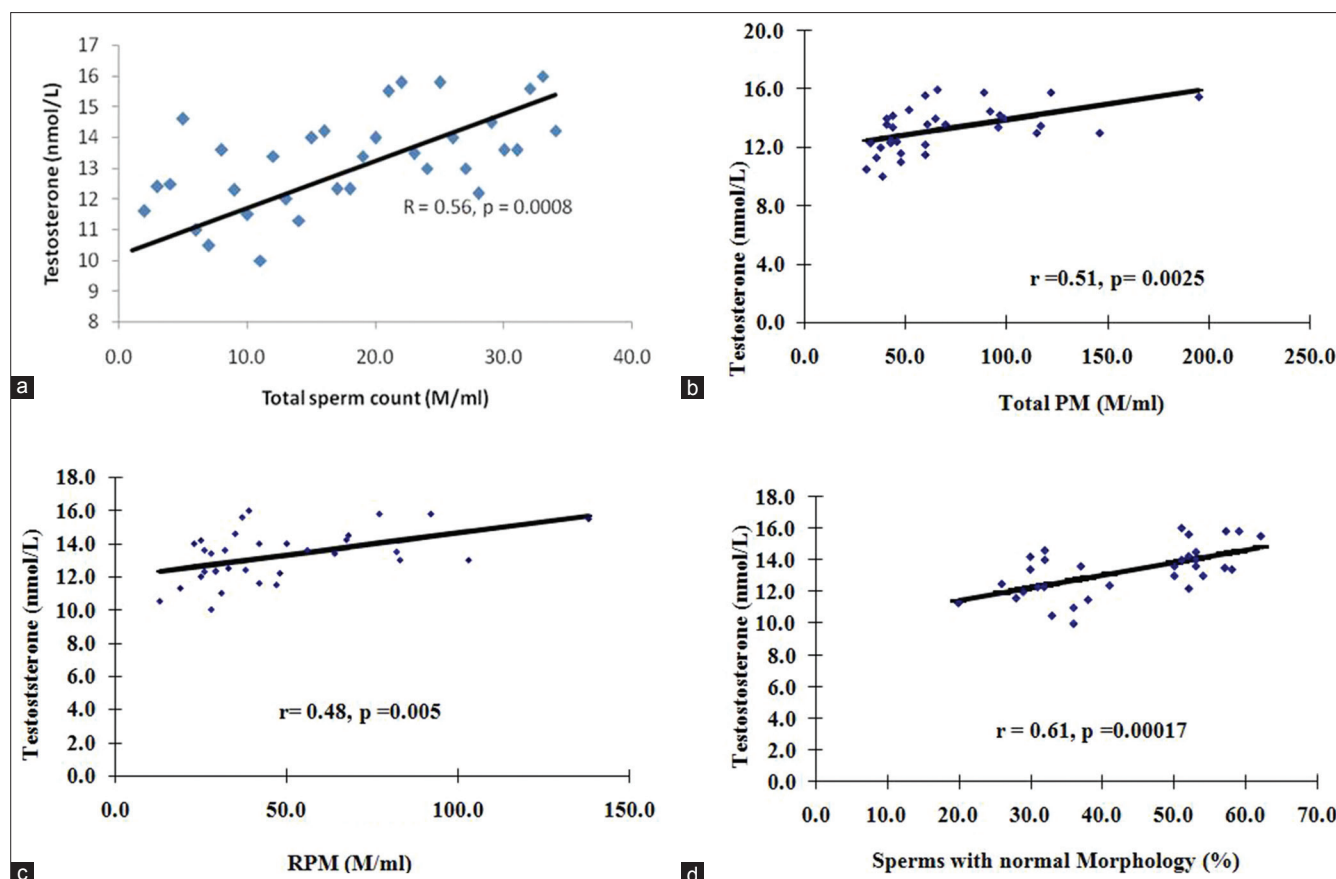 17
16
15
14
13
12
11
10
9
8
Testosterone (nmol/L)
R = 0.56, p = 0.0008
0.0 10.0 20.0 30.0 40.0
Total sperm count (M/ml)
a
20.0
16.0
12.0
8.0
4.0
0.0
Testosterone (nmol/L)
r =0.51, p= 0.0025
0.0 50.0 100.0 150.0 200.0 250.0
Total PM (M/ml)
b
18.0
16.0
14.0
12.0
10.0
8.0
6.0
4.0
2.0
0.0
Testoststerone (nmol/L)
r= 0.48, p =0.005
0.0 50.0 100.0 150.0
RPM (M/ml)
c
18.0
16.0
14.0
12.0
10.0
8.0
6.0
4.0
2.0
0.0
Testostosterone (nmol/L)
r = 0.61, p =0.00017
0.0 10.0 20.0 30.0 40.0 50.0 60.0 70.0
Sperms with normal Morphology (%)
d